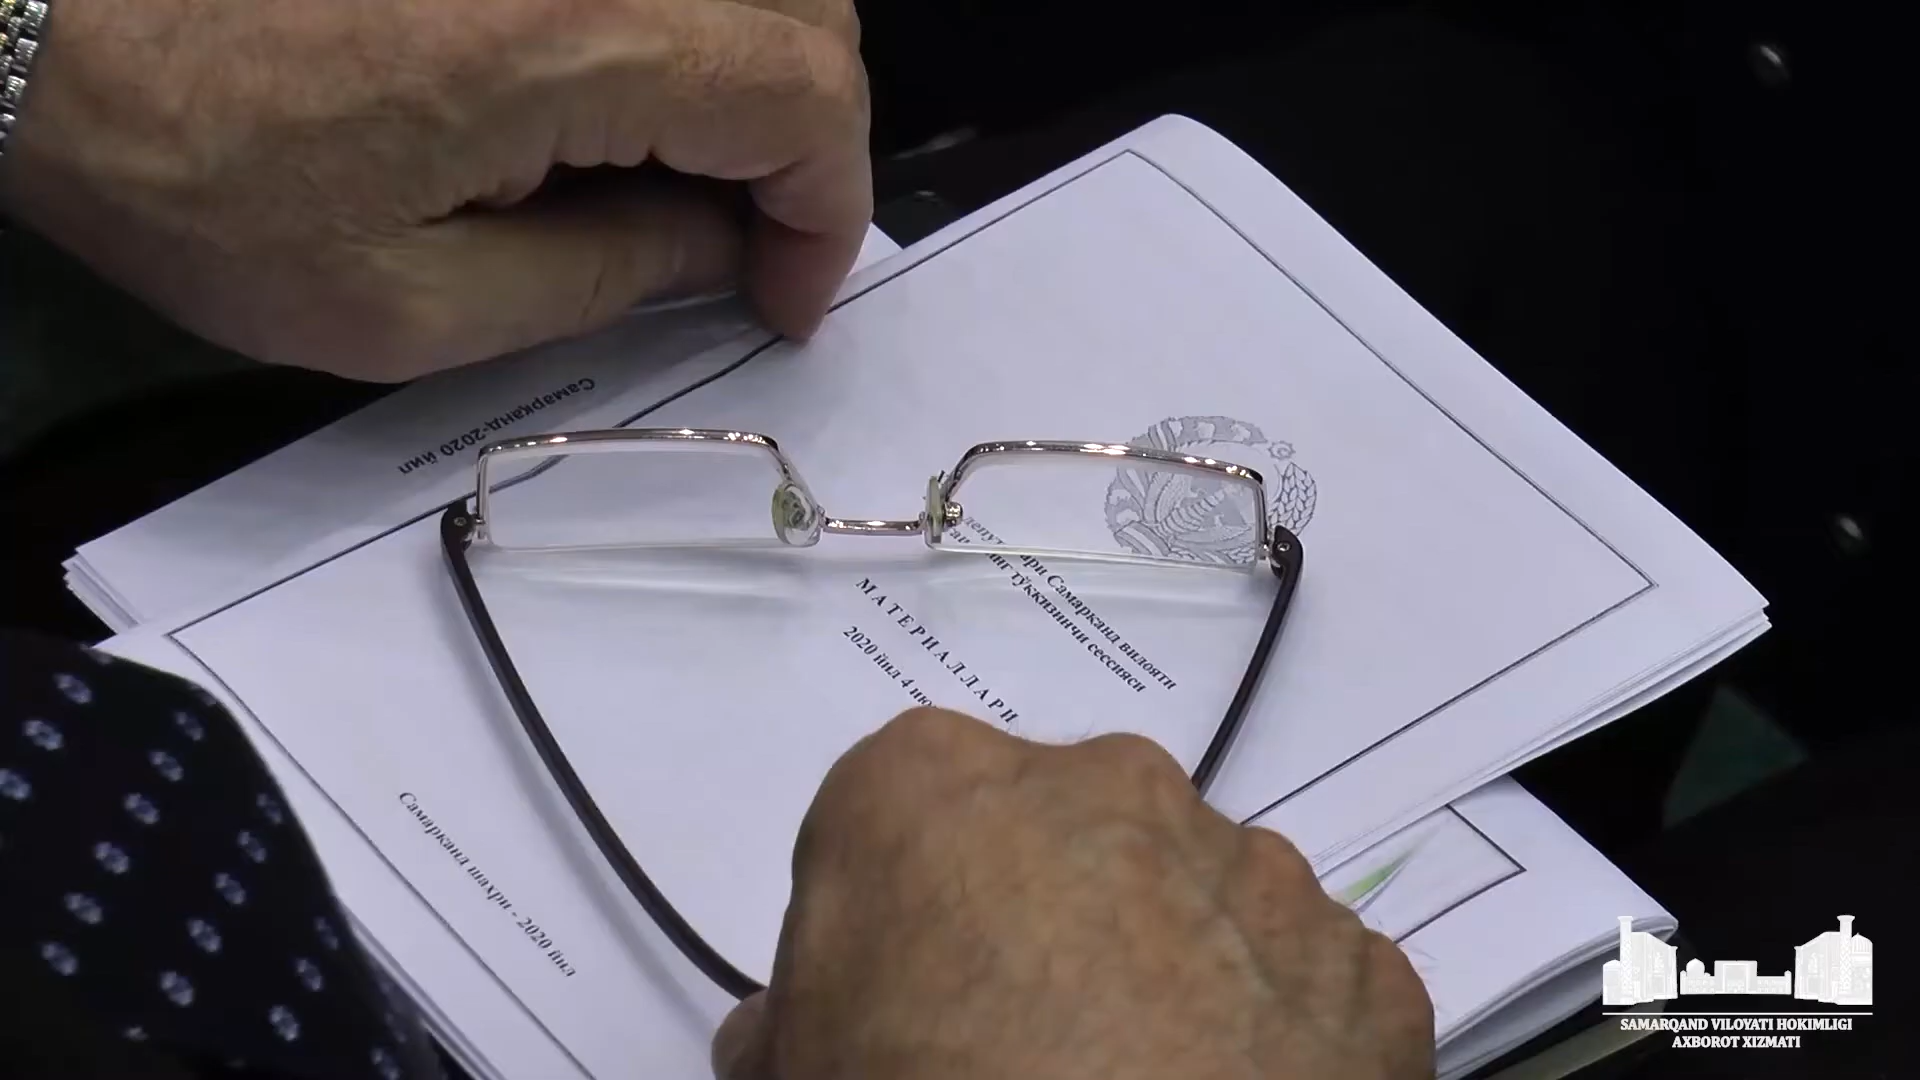 Самарқанд-2020 йил
Самарқанд вилояти
тўққизинчи сессияси
МАТЕРИАЛЛАРИ
2020 йил 4
Самарқанд шаҳри - 2020 йил
SAMARQAND VILOYATI HOKIMLIGI
AXBOROT XIZMATI